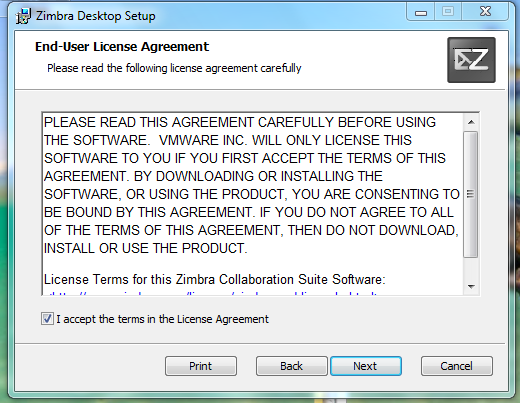 Zimbra Desktop Setup
End-User License Agreement
Please read the following license agreement carefully
PLEASE READ THIS AGREEMENT CAREFULLY BEFORE USING
THE SOFTWARE.  VMWARE INC. WILL ONLY LICENSE THIS
SOFTWARE TO YOU IF YOU FIRST ACCEPT THE TERMS OF THIS
AGREEMENT. BY DOWNLOADING OR INSTALLING THE
SOFTWARE, OR USING THE PRODUCT, YOU ARE CONSENTING TO
BE BOUND BY THIS AGREEMENT. IF YOU DO NOT AGREE TO ALL
OF THE TERMS OF THIS AGREEMENT, THEN DO NOT DOWNLOAD,
INSTALL OR USE THE PRODUCT.
License Terms for this Zimbra Collaboration Suite Software:
I accept the terms in the License Agreement
Print Back Next Cancel